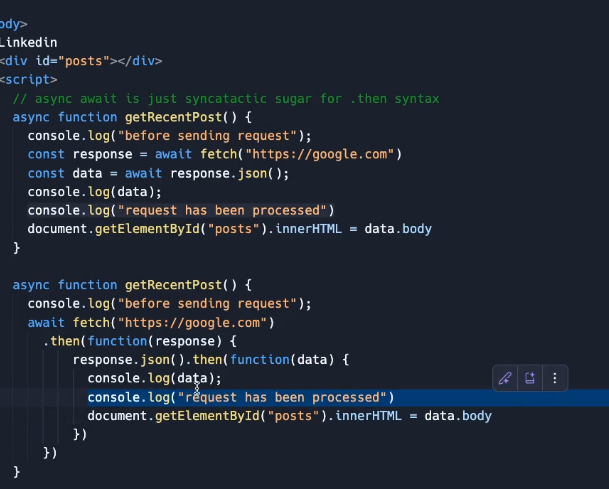 ody>
Linkedin
<div id="posts"></div>
<script>
// async await is just syncatactic sugar for .then syntax
async function getRecentPost() {
console.log("before sending request");
const response = await fetch("https://google.com")
const data = await response.json();
console.log(data);
console.log("request has been processed")
document.getElementById("posts").innerHTML = data.body
}
async function getRecentPost() {
console.log("before sending request");
await fetch("https://google.com")
.then(function(response) {
response.json().then(function(data) {
console.log(data);
console.log("request has been processed")
document.getElementById("posts").innerHTML = data.body
})
})
}